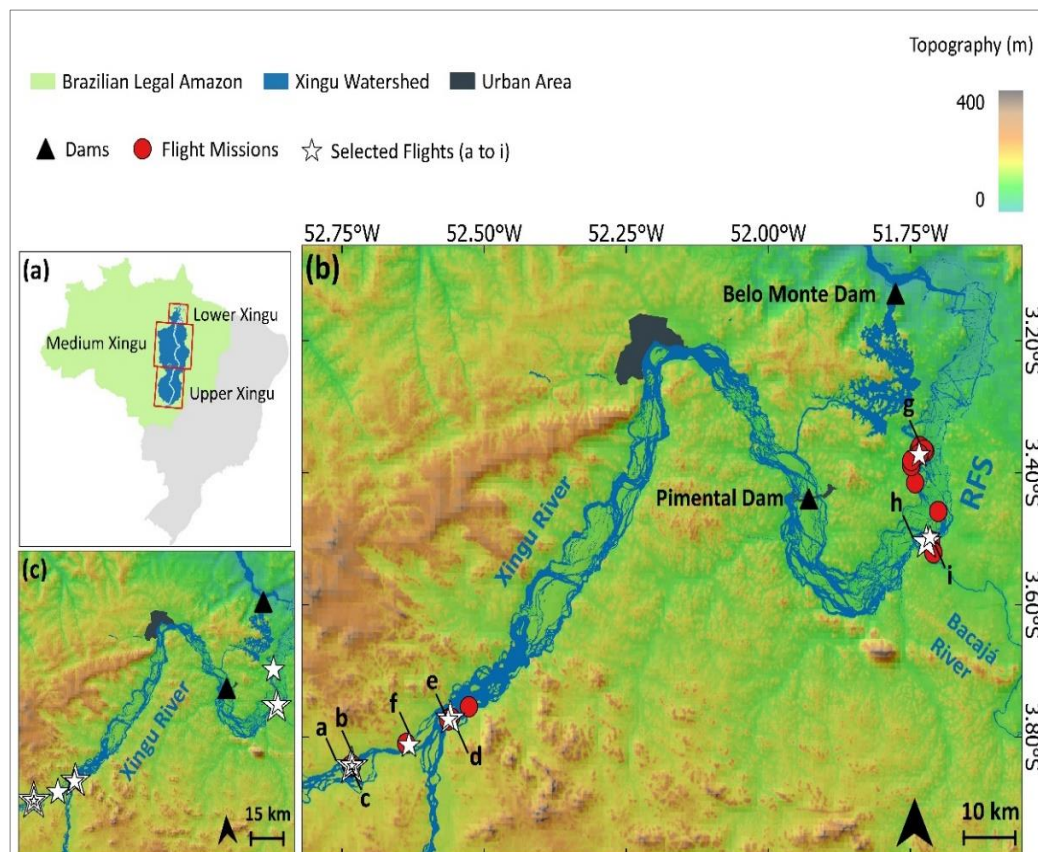 Topography (m)
Brazilian Legal Amazon
Xingu Watershed
Urban Area
400
Dams
Flight Missions
Selected Flights (a to i)
0
52.75°W
52.50°W
52.25°W
52.00°W
51.75°W
(a)
Lower Xingu
Medium Xingu
Upper Xingu
(b)
Belo Monte Dam
3.20°S
g
3.40°S
RFS
Pimental Dam
h
Xingu River
i
3.60°S
Bacajá
River
e
f
d
3.80°S
b
a
c
10 km
(c)
Xingu River
15 km